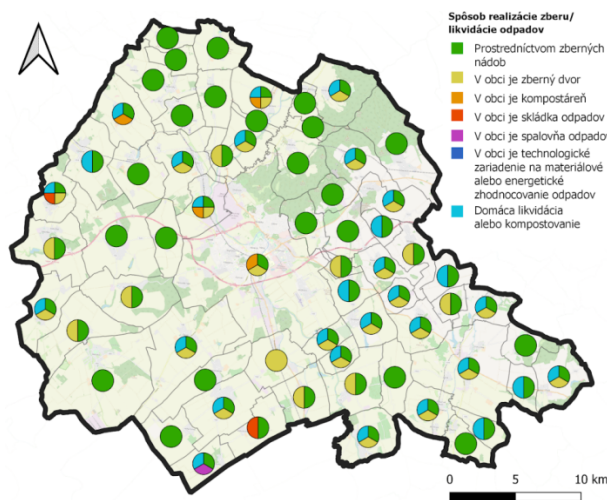 Spôsob realizácie zberu/
likvidácie odpadov
Prostredníctvom zberných
nádob
V obci je zberný dvor
V obci je kompostáreň
V obci je skládka odpadov
V obci je spaľovňa odpadov
V obci je technologické
zariadenie na materiálové
alebo energetické
zhodnocovanie odpadov
Domáca likvidácia
alebo kompostovanie
0 5 10 km